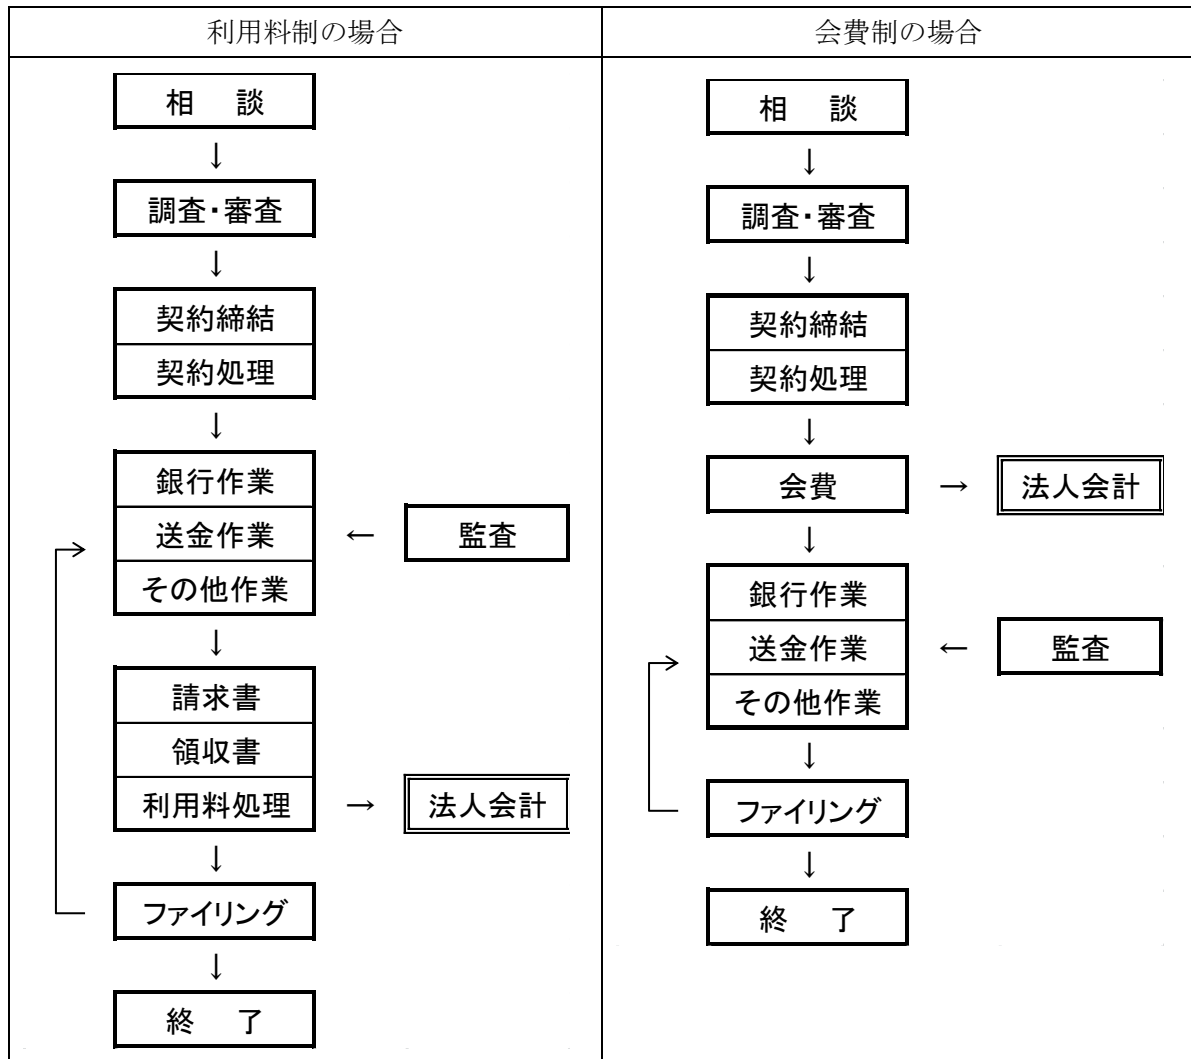 利用料制の場合
相　談
↓
調査・審査
↓
契約締結
契約処理
↓
銀行作業
送金作業 ← 監査
その他作業
↓
請求書
領収書
利用料処理 → 法人会計
↓
ファイリング
↓
終　了
会費制の場合
相　談
↓
調査・審査
↓
契約締結
契約処理
↓
会費 → 法人会計
↓
銀行作業
送金作業 ← 監査
その他作業
↓
ファイリング
↓
終　了